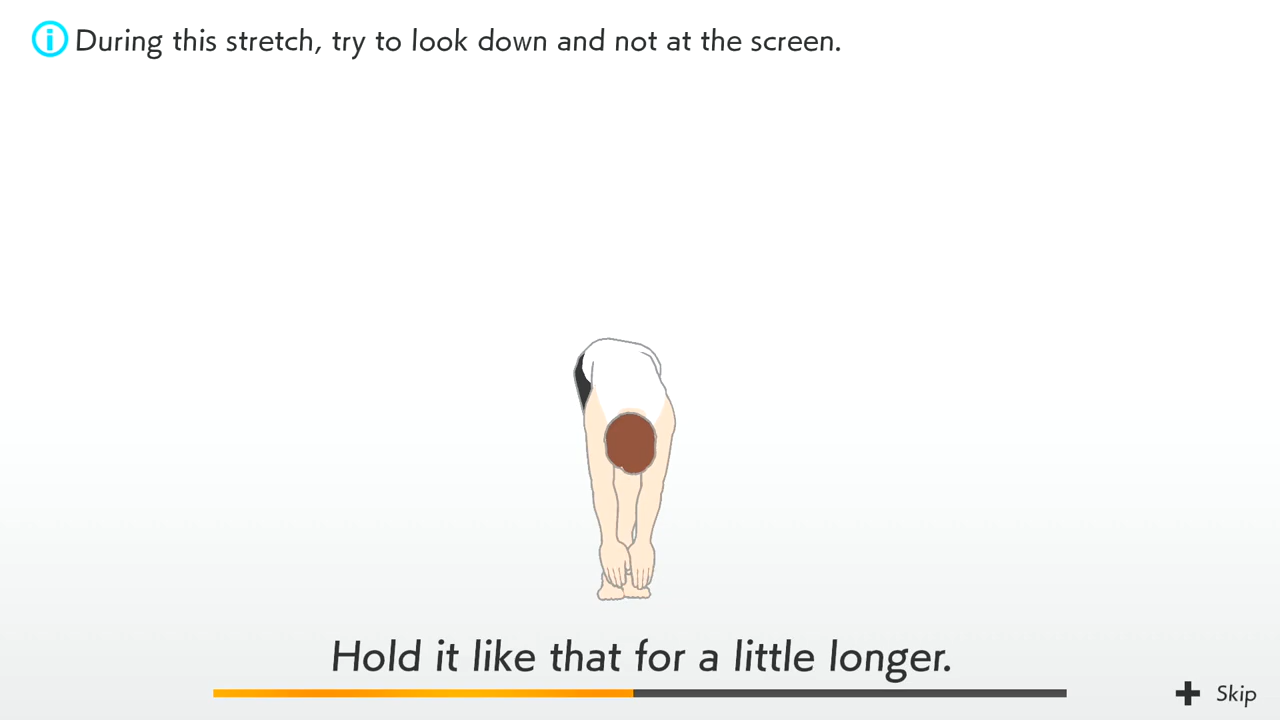 During this stretch, try to look down and not at the screen.
Hold it like that for a little longer.
Skip